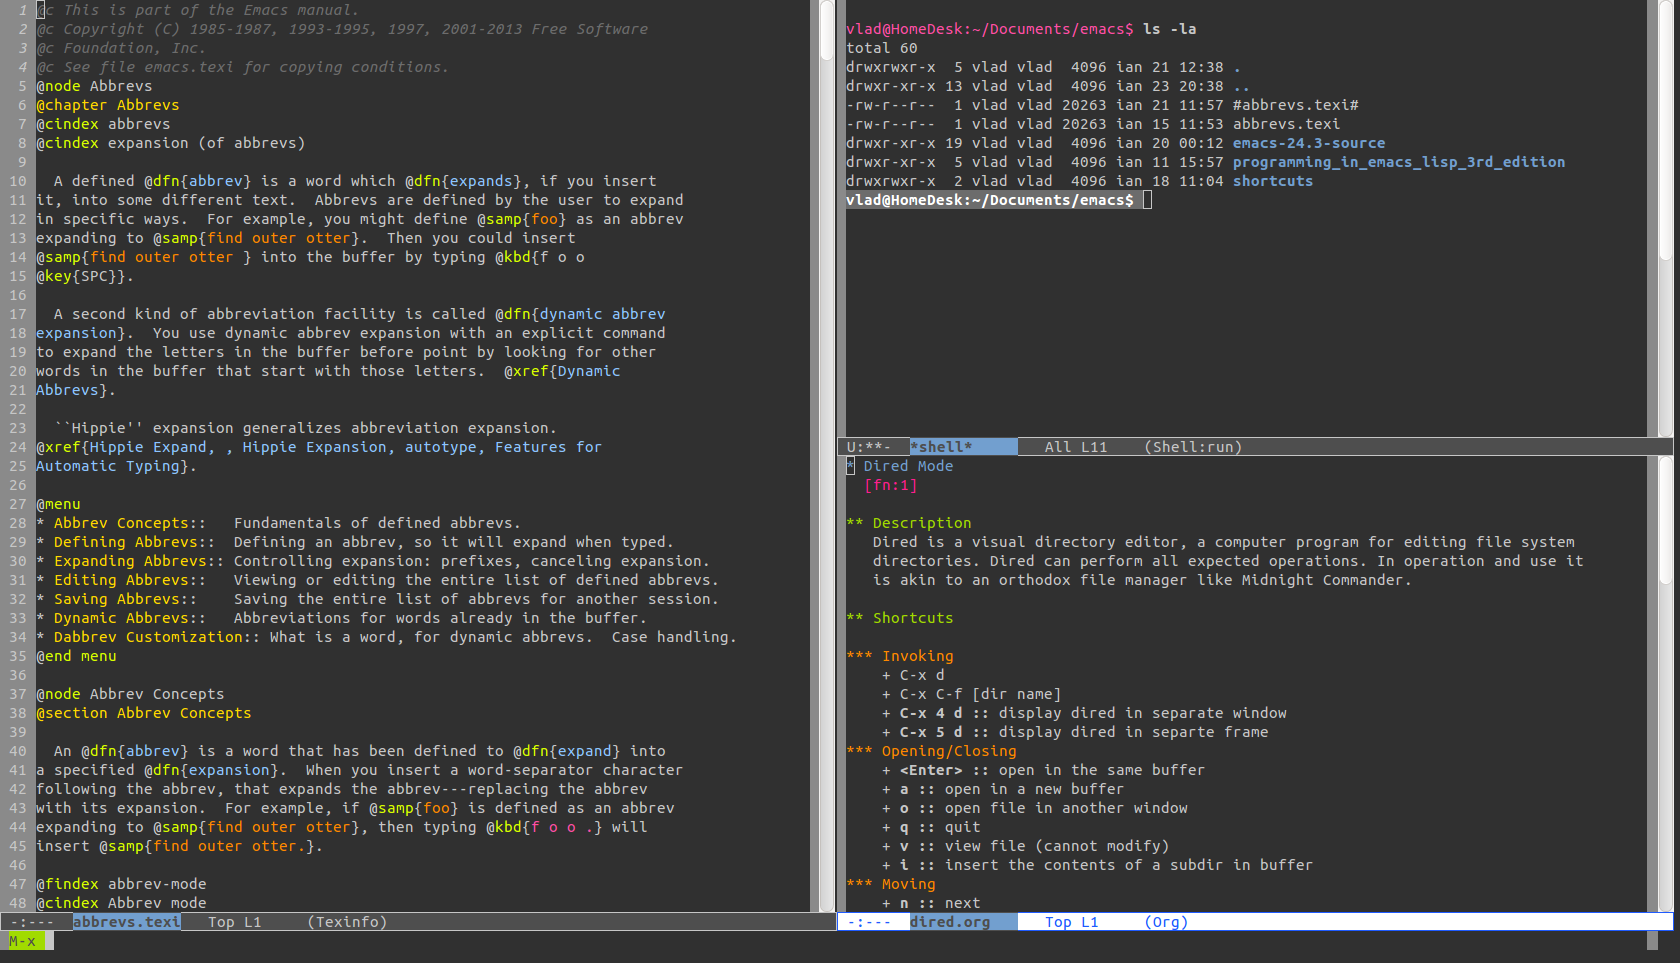 1 @c This is part of the Emacs manual.
2 @c Copyright (C) 1985-1987, 1993-1995, 1997, 2001-2013 Free Software
3 @c Foundation, Inc.
4 @c See file emacs.texi for copying conditions.
5 @node Abbrevs
6 @chapter Abbrevs
7 @cindex abbrevs
8 @cindex expansion (of abbrevs)
9
10   A defined @dfn{abbrev} is a word which @dfn{expands}, if you insert
11 it, into some different text.  Abbrevs are defined by the user to expand
12 in specific ways.  For example, you might define @samp{foo} as an abbrev
13 expanding to @samp{find outer otter}.  Then you could insert
14 @samp{find outer otter } into the buffer by typing @kbd{f o o
15 @key{SPC}}.
16
17   A second kind of abbreviation facility is called @dfn{dynamic abbrev
18 expansion}.  You use dynamic abbrev expansion with an explicit command
19 to expand the letters in the buffer before point by looking for other
20 words in the buffer that start with those letters.  @xref{Dynamic
21 Abbrevs}.
22
23   ``Hippie'' expansion generalizes abbreviation expansion.
24 @xref{Hippie Expand, , Hippie Expansion, autotype, Features for
25 Automatic Typing}.
26
27 @menu
28 * Abbrev Concepts::   Fundamentals of defined abbrevs.
29 * Defining Abbrevs::  Defining an abbrev, so it will expand when typed.
30 * Expanding Abbrevs:: Controlling expansion: prefixes, canceling expansion.
31 * Editing Abbrevs::   Viewing or editing the entire list of defined abbrevs.
32 * Saving Abbrevs::    Saving the entire list of abbrevs for another session.
33 * Dynamic Abbrevs::   Abbreviations for words already in the buffer.
34 * Dabbrev Customization:: What is a word, for dynamic abbrevs.  Case handling.
35 @end menu
36
37 @node Abbrev Concepts
38 @section Abbrev Concepts
39
40   An @dfn{abbrev} is a word that has been defined to @dfn{expand} into
41 a specified @dfn{expansion}.  When you insert a word-separator character
42 following the abbrev, that expands the abbrev---replacing the abbrev
43 with its expansion.  For example, if @samp{foo} is defined as an abbrev
44 expanding to @samp{find outer otter}, then typing @kbd{f o o .} will
45 insert @samp{find outer otter.}.
46
47 @findex abbrev-mode
48 @cindex Abbrev mode
-:---  abbrevs.texi   Top L1     (Texinfo)
M-x
vlad@HomeDesk:~/Documents/emacs$ ls -la
total 60
drwxrwxr-x  5 vlad vlad  4096 ian 21 12:38 .
drwxr-xr-x 13 vlad vlad  4096 ian 23 20:38 ..
-rw-r--r--  1 vlad vlad 20263 ian 21 11:57 #abbrevs.texi#
-rw-r--r--  1 vlad vlad 20263 ian 15 11:53 abbrevs.texi
drwxr-xr-x 19 vlad vlad  4096 ian 20 00:12 emacs-24.3-source
drwxr-xr-x  5 vlad vlad  4096 ian 11 15:57 programming_in_emacs_lisp_3rd_edition
drwxrwxr-x  2 vlad vlad  4096 ian 18 11:04 shortcuts
vlad@HomeDesk:~/Documents/emacs$
U:**-  *shell*     All L11    (Shell:run)
* Dired Mode
  [fn:1]

** Description
   Dired is a visual directory editor, a computer program for editing file system
   directories. Dired can perform all expected operations. In operation and use it
   is akin to an orthodox file manager like Midnight Commander.

** Shortcuts

*** Invoking
    + C-x d
    + C-x C-f [dir name]
    + C-x 4 d :: display dired in separate window
    + C-x 5 d :: display dired in separte frame
*** Opening/Closing
    + <Enter> :: open in the same buffer
    + a :: open in a new buffer
    + o :: open file in another window
    + q :: quit
    + v :: view file (cannot modify)
    + i :: insert the contents of a subdir in buffer
*** Moving
    + n :: next
-:---  dired.org      Top L1     (Org)